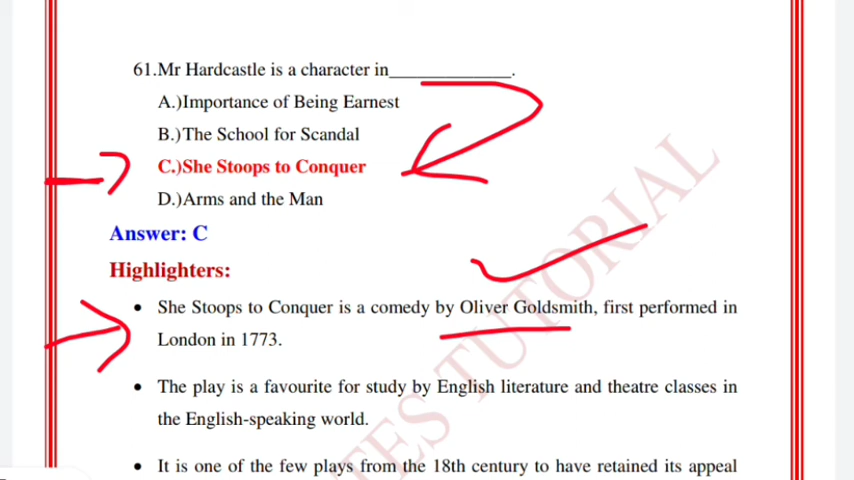 61.Mr Hardcastle is a character in____________.
A.)Importance of Being Earnest
B.)The School for Scandal
C.)She Stoops to Conquer
D.)Arms and the Man
Answer: C
Highlighters:
• She Stoops to Conquer is a comedy by Oliver Goldsmith, first performed in
London in 1773.
• The play is a favourite for study by English literature and theatre classes in
the English-speaking world.
• It is one of the few plays from the 18th century to have retained its appeal
TES TUTORIAL